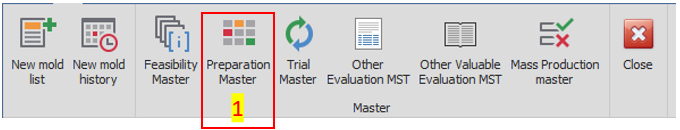 New mold
list
New mold
history
Feasibility
Master
Preparation
Master
1
Trial
Master
Other
Evaluation MST
Other Valuable
Evaluation MST
Mass Production
master
Close
Master